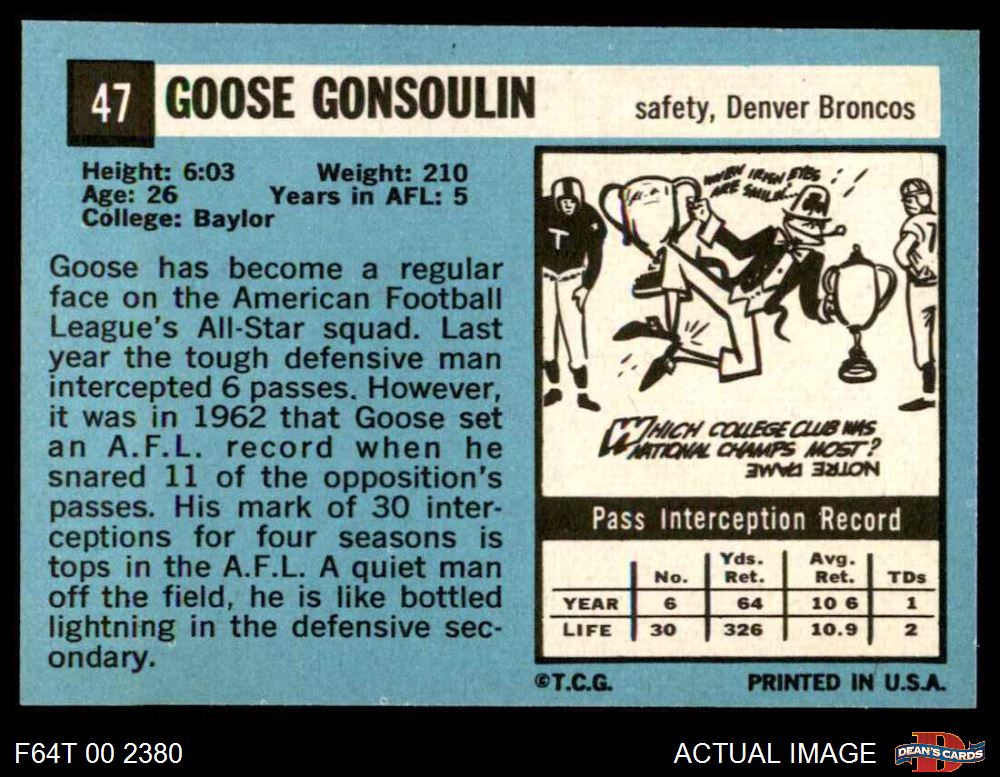 47 GOOSE GONSOULIN safety, Denver Broncos
Height: 6:03 Weight: 210
Age: 26 Years in AFL: 5
College: Baylor
Goose has become a regular
face on the American Football
League's All-Star squad. Last
year the tough defensive man
intercepted 6 passes. However,
it was in 1962 that Goose set
an A.F.L. record when he
snared 11 of the opposition's
passes. His mark of 30 inter-
ceptions for four seasons is
tops in the A.F.L. A quiet man
off the field, he is like bottled
lightning in the defensive sec-
ondary.
WHEN IRISH EYES
ARE SMILIN'
T
WHICH COLLEGE CLUB WAS
NATIONAL CHAMPS MOST?
NOTRE DAME
Pass Interception Record
No. Yds. Ret. Avg. Ret. TDs
YEAR 6 64 10 6 1
LIFE 30 326 10.9 2
©T.C.G. PRINTED IN U.S.A.
F64T 00 2380 ACTUAL IMAGE D DEAN'S CARDS